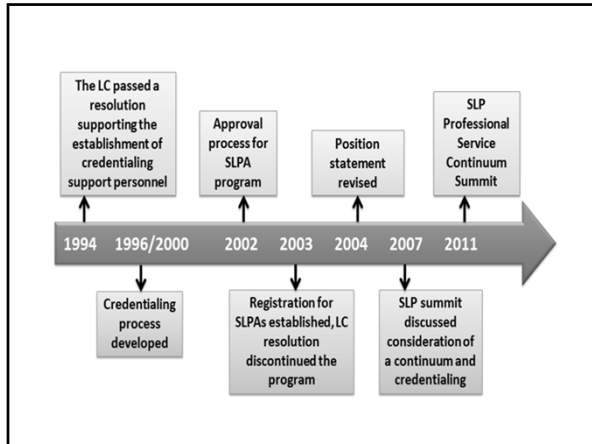 The LC passed a
resolution
supporting the
establishment of
credentialing
support personnel
Approval
process for
SLPA
program
Position
statement
revised
SLP
Professional
Service
Continuum
Summit
1994 1996/2000 2002 2003 2004 2007 2011
Credentialing
process
developed
Registration for
SLPAs established, LC
resolution
discontinued the
program
SLP summit
discussed
consideration of
a continuum and
credentialing